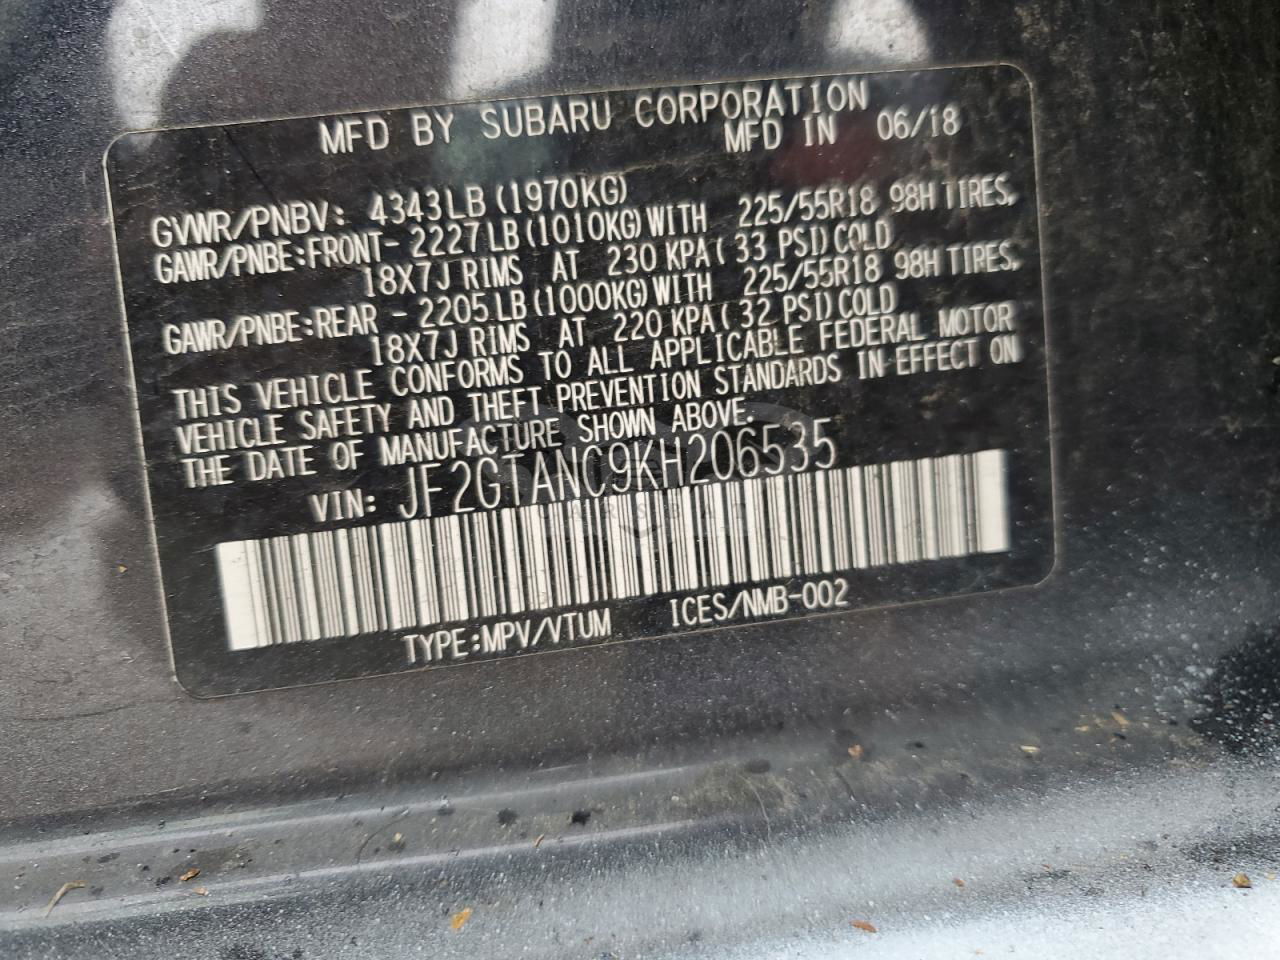 MFD BY SUBARU CORPORATION
MFD IN 06/18
GVWR/PNBV: 4343LB (1970KG)
GAWR/PNBE:FRONT- 2227LB (1010KG) WITH 225/55R18 98H TIRES,
18X7J RIMS AT 230 KPA ( 33 PSI) COLD
GAWR/PNBE:REAR - 2205LB (1000KG) WITH 225/55R18 98H TIRES,
18X7J RIMS AT 220 KPA ( 32 PSI) COLD
THIS VEHICLE CONFORMS TO ALL APPLICABLE FEDERAL MOTOR
VEHICLE SAFETY AND THEFT PREVENTION STANDARDS IN EFFECT ON
THE DATE OF MANUFACTURE SHOWN ABOVE.
VIN: JF2GTANC9KH206535
TYPE:MPV/VTUM ICES/NMB-002